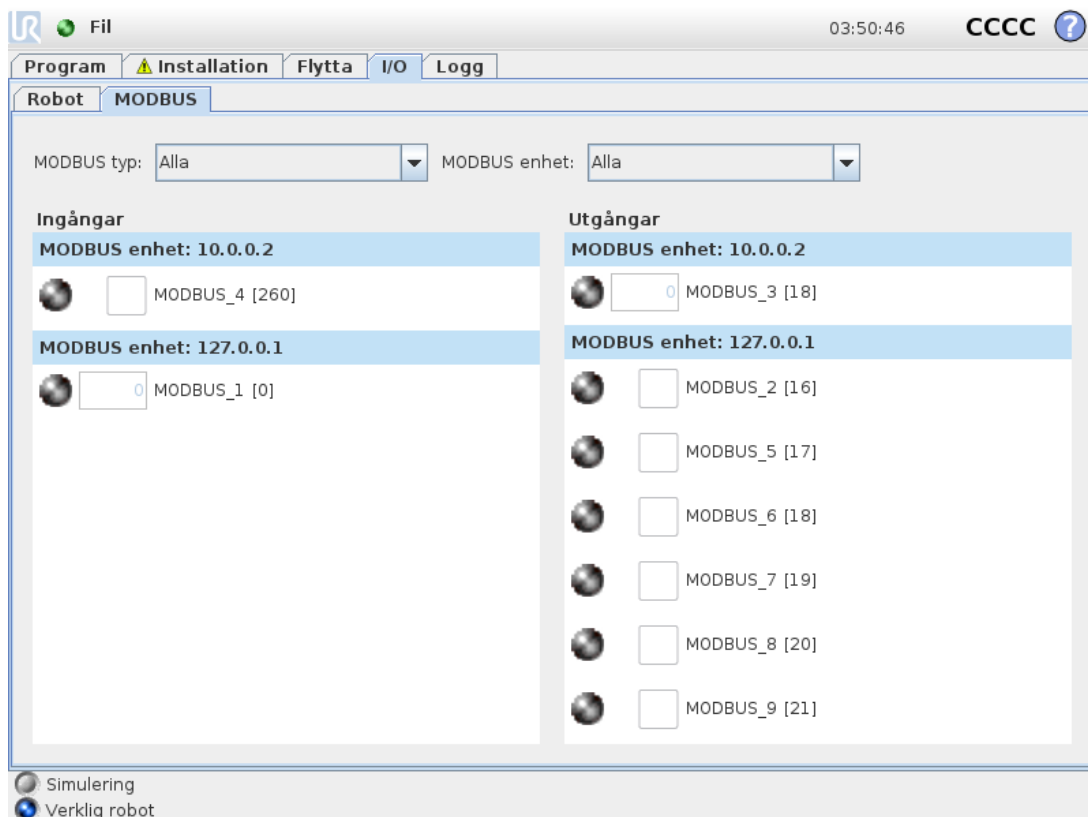 UR Fil 03:50:46 CCCC ?
Program Installation Flytta I/O Logg
Robot MODBUS
MODBUS typ: Alla MODBUS enhet: Alla
Ingångar
MODBUS enhet: 10.0.0.2
MODBUS_4 [260]
MODBUS enhet: 127.0.0.1
0 MODBUS_1 [0]
Utgångar
MODBUS enhet: 10.0.0.2
0 MODBUS_3 [18]
MODBUS enhet: 127.0.0.1
MODBUS_2 [16]
MODBUS_5 [17]
MODBUS_6 [18]
MODBUS_7 [19]
MODBUS_8 [20]
MODBUS_9 [21]
Simulering
Verklig robot